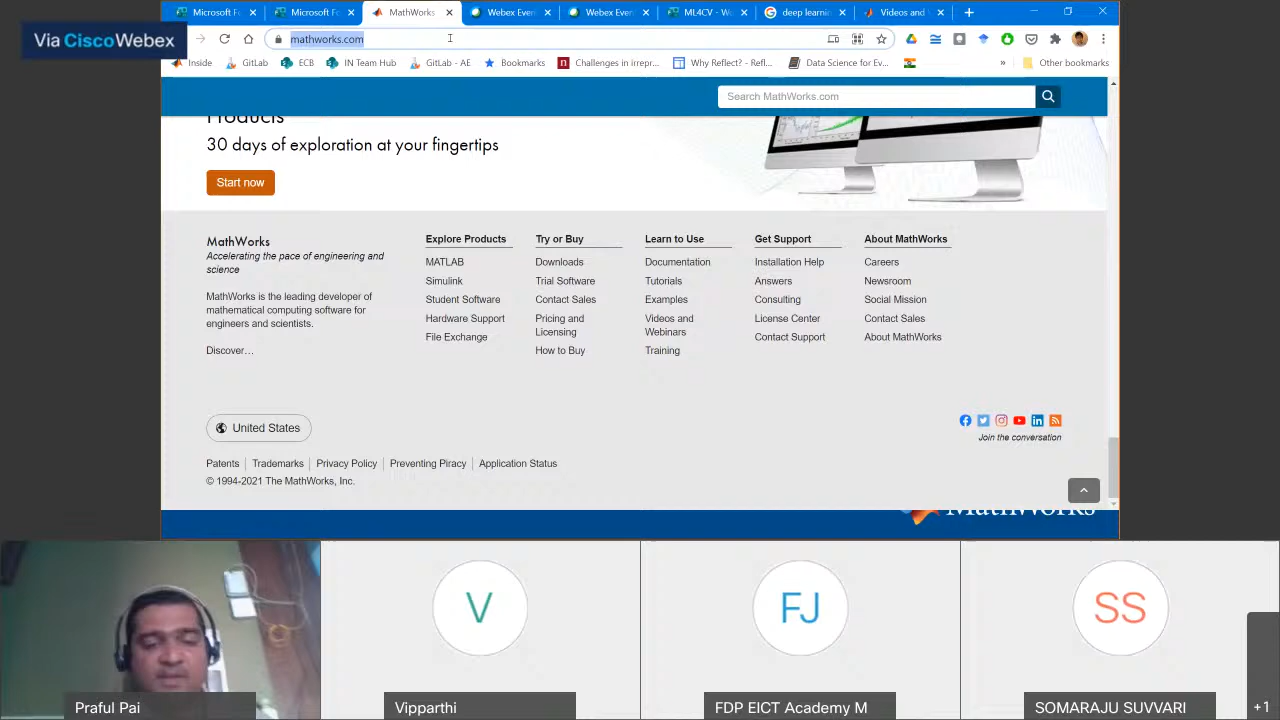 Via Cisco Webex
Microsoft Fo
Microsoft Fo
MathWorks
Webex Even
Webex Even
ML4CV - Wo
deep learnin
Videos and
mathworks.com
Inside
GitLab
ECB
IN Team Hub
GitLab - AE
Bookmarks
Challenges in irrepr...
Why Reflect? - Refl...
Data Science for Ev...
»
Other bookmarks
Search MathWorks.com
Products
30 days of exploration at your fingertips
Start now
MathWorks
Accelerating the pace of engineering and
science
MathWorks is the leading developer of
mathematical computing software for
engineers and scientists.
Discover…
Explore Products
MATLAB
Simulink
Student Software
Hardware Support
File Exchange
Try or Buy
Downloads
Trial Software
Contact Sales
Pricing and
Licensing
How to Buy
Learn to Use
Documentation
Tutorials
Examples
Videos and
Webinars
Training
Get Support
Installation Help
Answers
Consulting
License Center
Contact Support
About MathWorks
Careers
Newsroom
Social Mission
Contact Sales
About MathWorks
United States
Join the conversation
Patents
Trademarks
Privacy Policy
Preventing Piracy
Application Status
© 1994-2021 The MathWorks, Inc.
MathWorks
V
FJ
SS
Praful Pai
Vipparthi
FDP EICT Academy M
SOMARAJU SUVVARI
+1